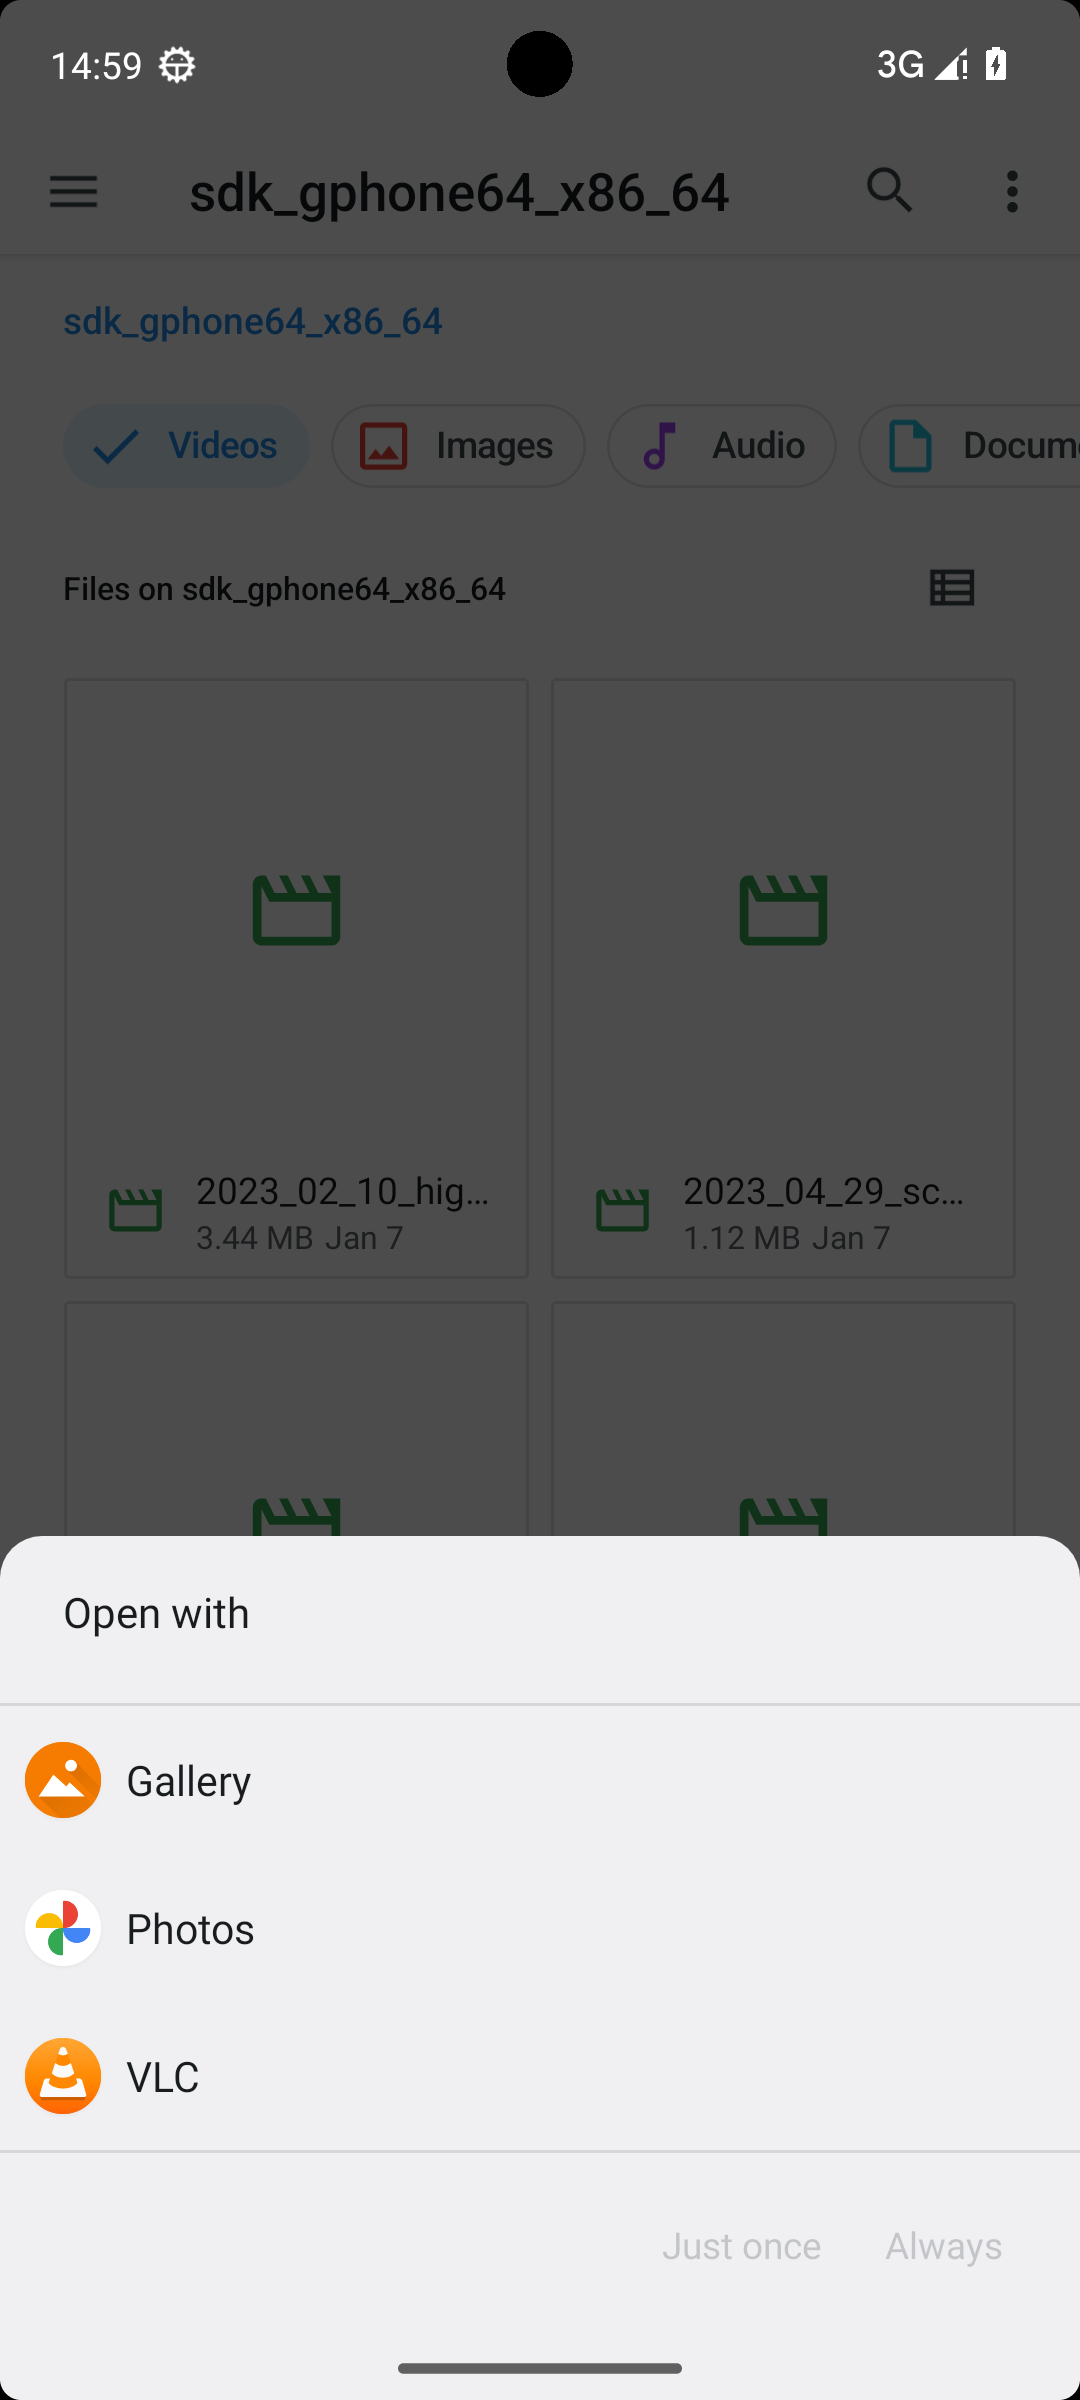 14:59
3G
sdk_gphone64_x86_64
sdk_gphone64_x86_64
Videos
Images
Audio
Docum
Files on sdk_gphone64_x86_64
2023_02_10_hig...
3.44 MB Jan 7
2023_04_29_sc...
1.12 MB Jan 7
Open with
Gallery
Photos
VLC
Just once
Always